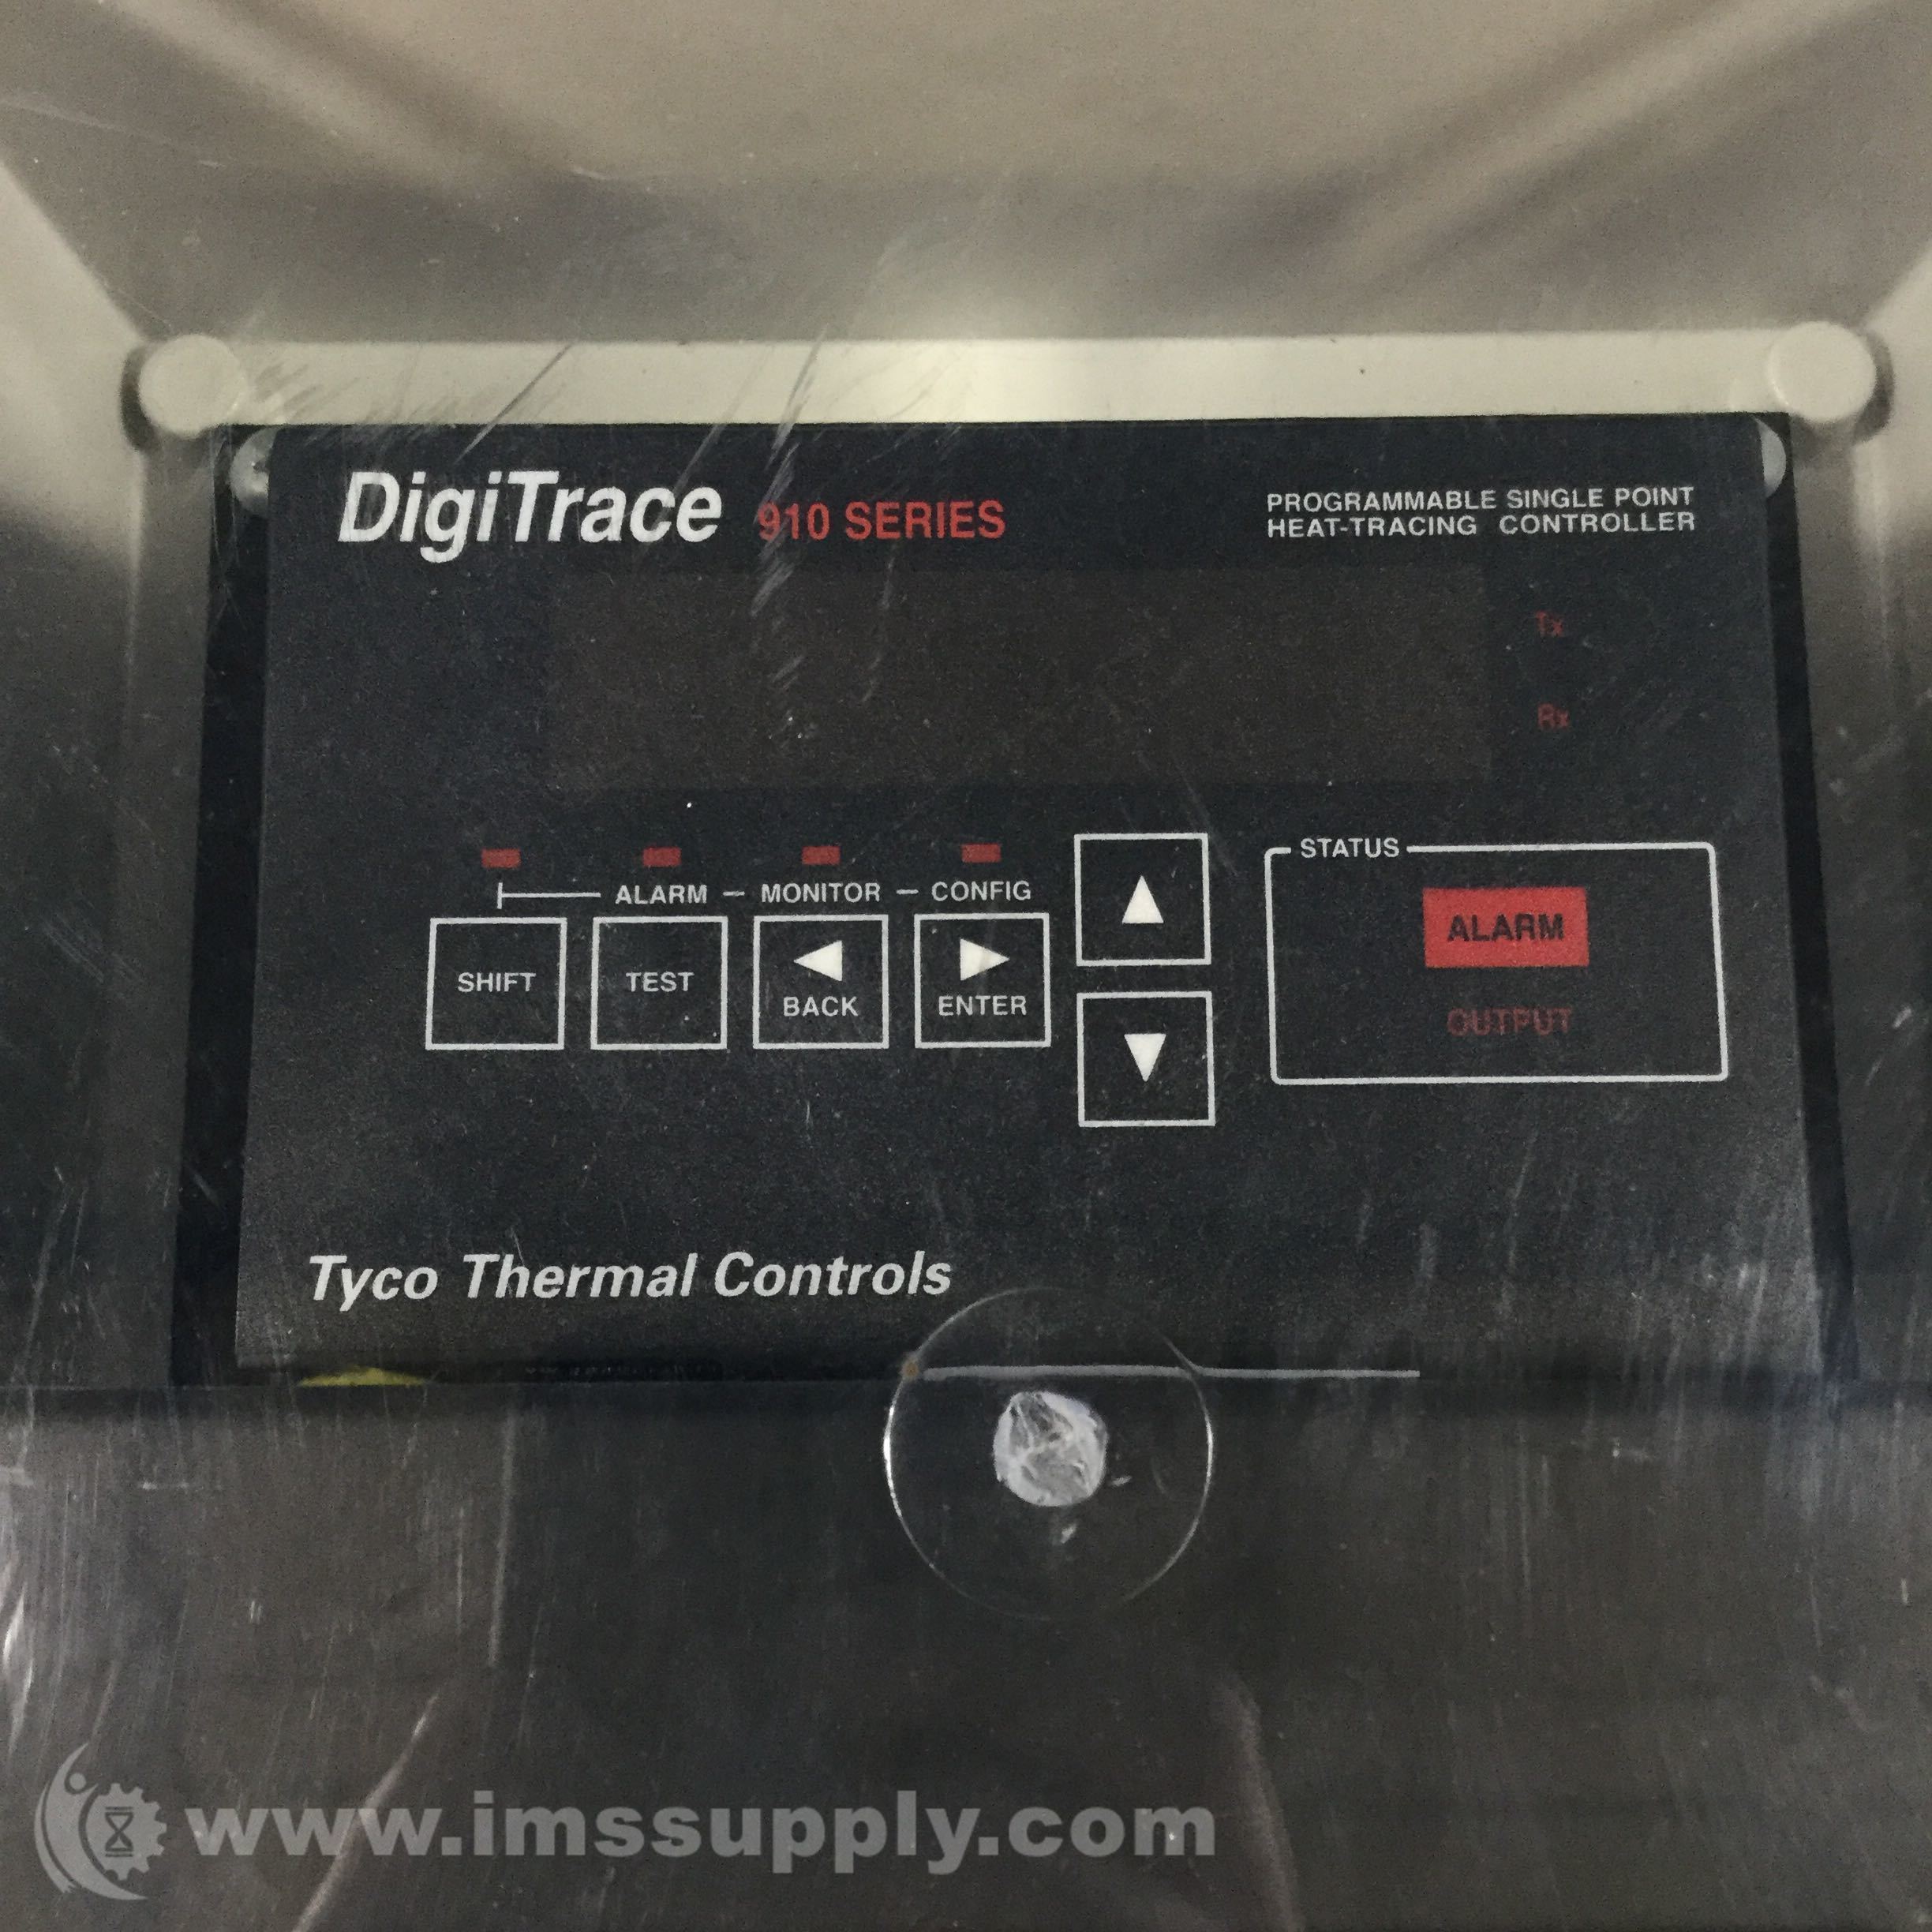 DigiTrace 910 SERIES
PROGRAMMABLE SINGLE POINT
HEAT-TRACING CONTROLLER
Tx
Rx
ALARM - MONITOR - CONFIG
SHIFT
TEST
BACK
ENTER
STATUS
ALARM
OUTPUT
Tyco Thermal Controls
www.imssupply.com